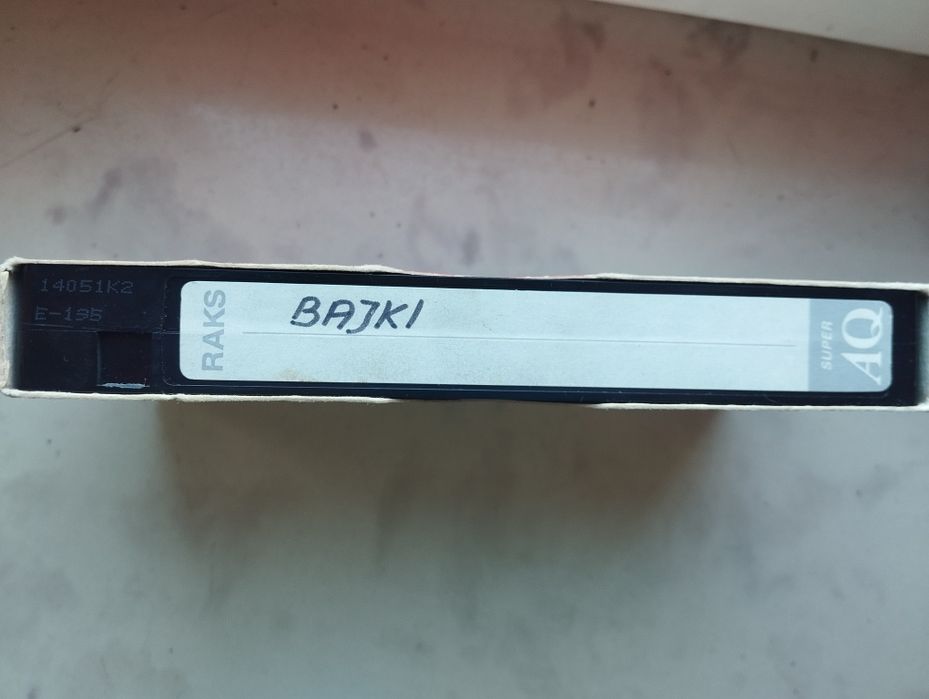 14051K2
E-195
RAKS
BAJKI
SUPER
AQ